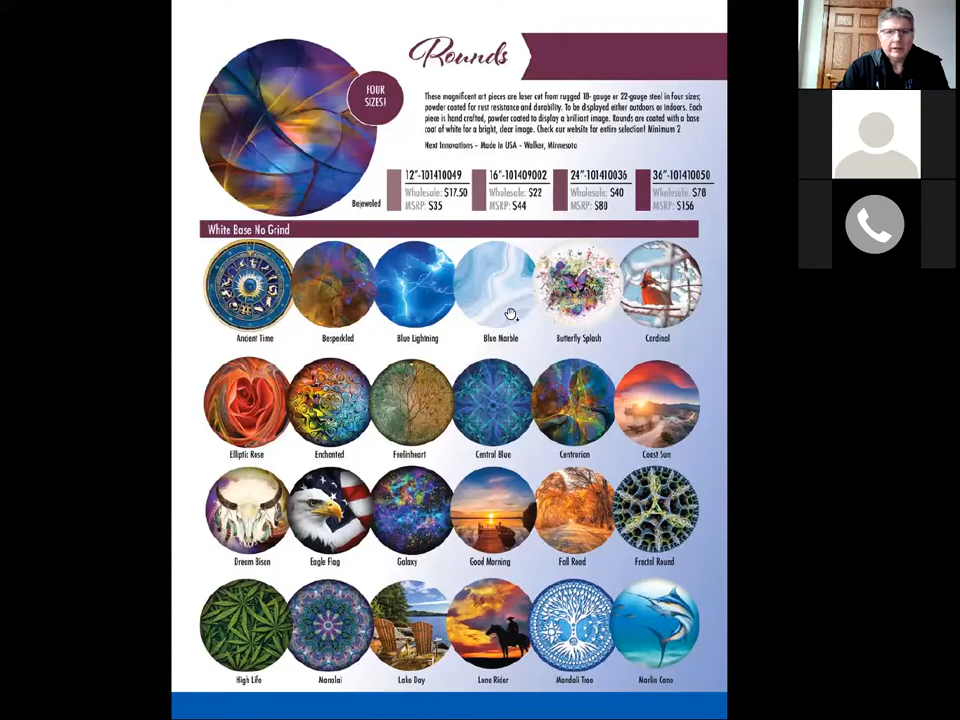 Rounds
FOUR
SIZES!
These magnificent art pieces are laser cut from rugged 18- gauge or 22-gauge steel in four sizes;
powder coated for rust resistance and durability. To be displayed either outdoors or indoors. Each
piece is hand crafted, powder coated to display a brilliant image. Rounds are coated with a base
coat of white for a bright, clear image. Check our website for entire selection! Minimum 2
Next Innovations – Made in USA - Walker, Minnesota
12"-101410049 16"-101409002 24"-101410036 36"-101410050
Wholesale: $17.50 Wholesale: $22 Wholesale: $40 Wholesale: $78
MSRP: $35 MSRP: $44 MSRP: $80 MSRP: $156
Bejeweled
White Base No Grind
Ancient Time Bespeckled Blue Lightning Blue Marble Butterfly Splash Cardinal
Elliptic Rose Enchanted Feelinheart Central Blue Centurian Coast Sun
Dream Bison Eagle Flag Galaxy Good Morning Fall Road Fractal Round
High Life Manalai Lake Day Lone Rider Mandali Tree Marlin Cano